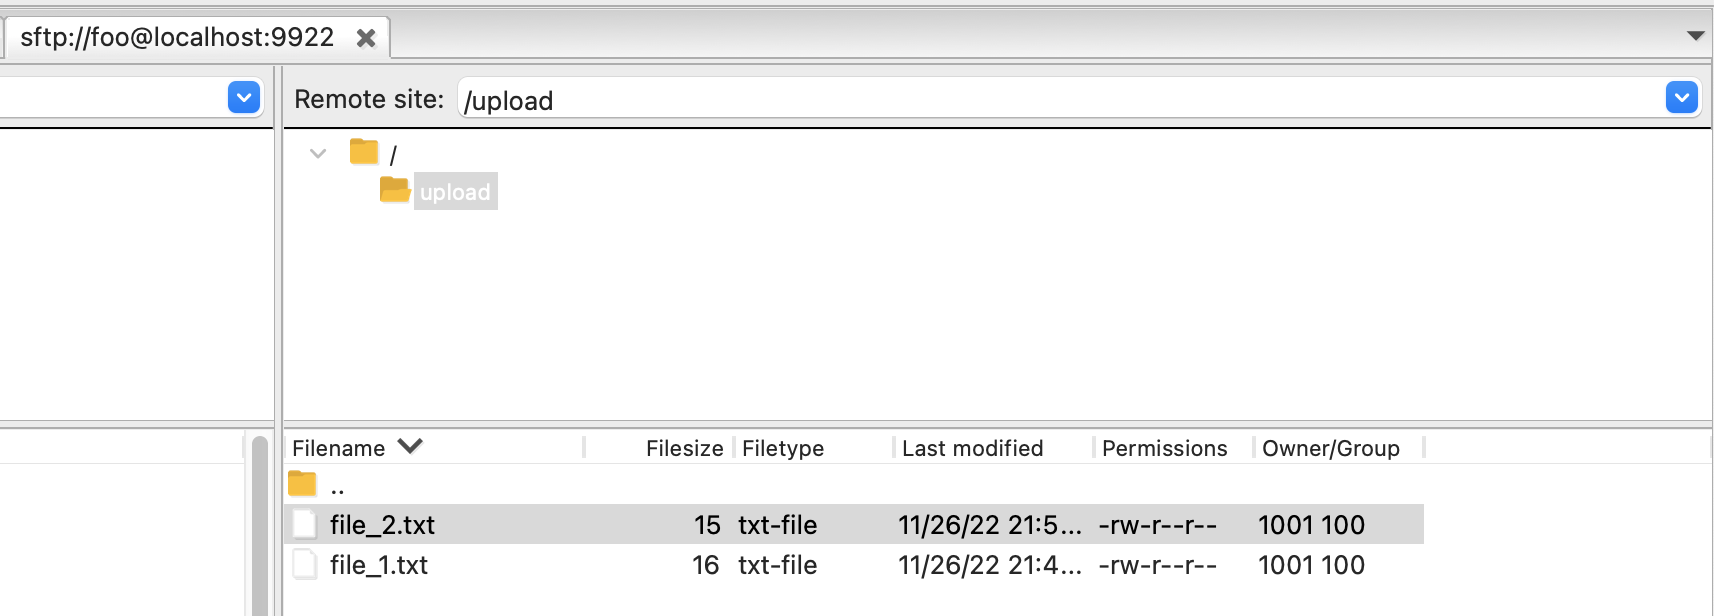 sftp://foo@localhost:9922
Remote site: /upload
/
upload
Filename Filesize Filetype Last modified Permissions Owner/Group
..
file_2.txt 15 txt-file 11/26/22 21:5... -rw-r--r-- 1001 100
file_1.txt 16 txt-file 11/26/22 21:4... -rw-r--r-- 1001 100